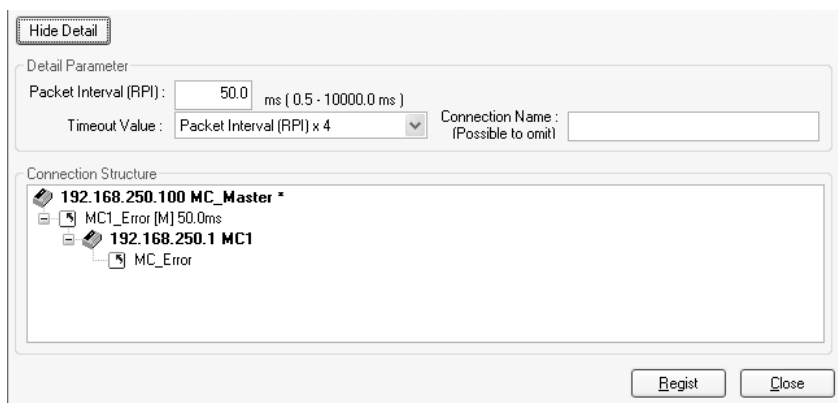 Hide Detail
Detail Parameter
Packet Interval (RPI) : 50.0 ms ( 0.5 - 10000.0 ms )
Timeout Value : Packet Interval (RPI) x 4 Connection Name :
(Possible to omit)
Connection Structure
192.168.250.100 MC_Master *
MC1_Error [M] 50.0ms
192.168.250.1 MC1
MC_Error
Regist Close